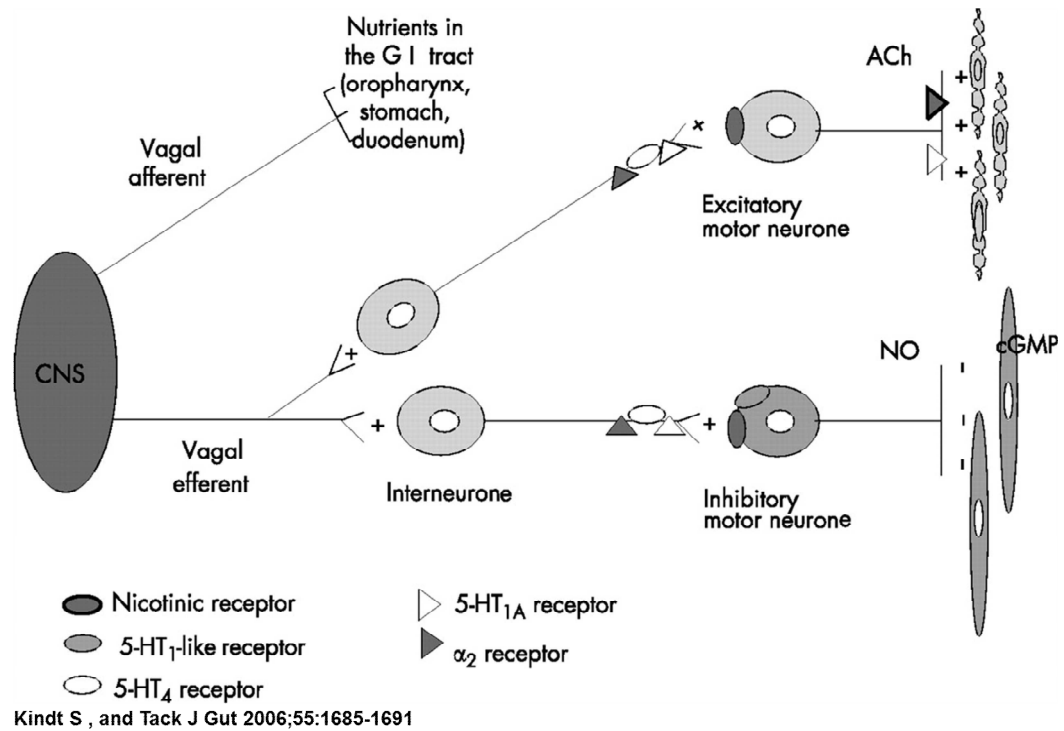 Nutrients in
the G I tract
(oropharynx,
stomach,
duodenum)
ACh
+
+
+
Vagal
afferent
+
Excitatory
motor neurone
CNS
+
NO
cGMP
-
-
-
+
+
Vagal
efferent
Interneurone
Inhibitory
motor neurone
Nicotinic receptor
5-HT1-like receptor
5-HT4 receptor
5-HT1A receptor
α2 receptor
Kindt S , and Tack J Gut 2006;55:1685-1691